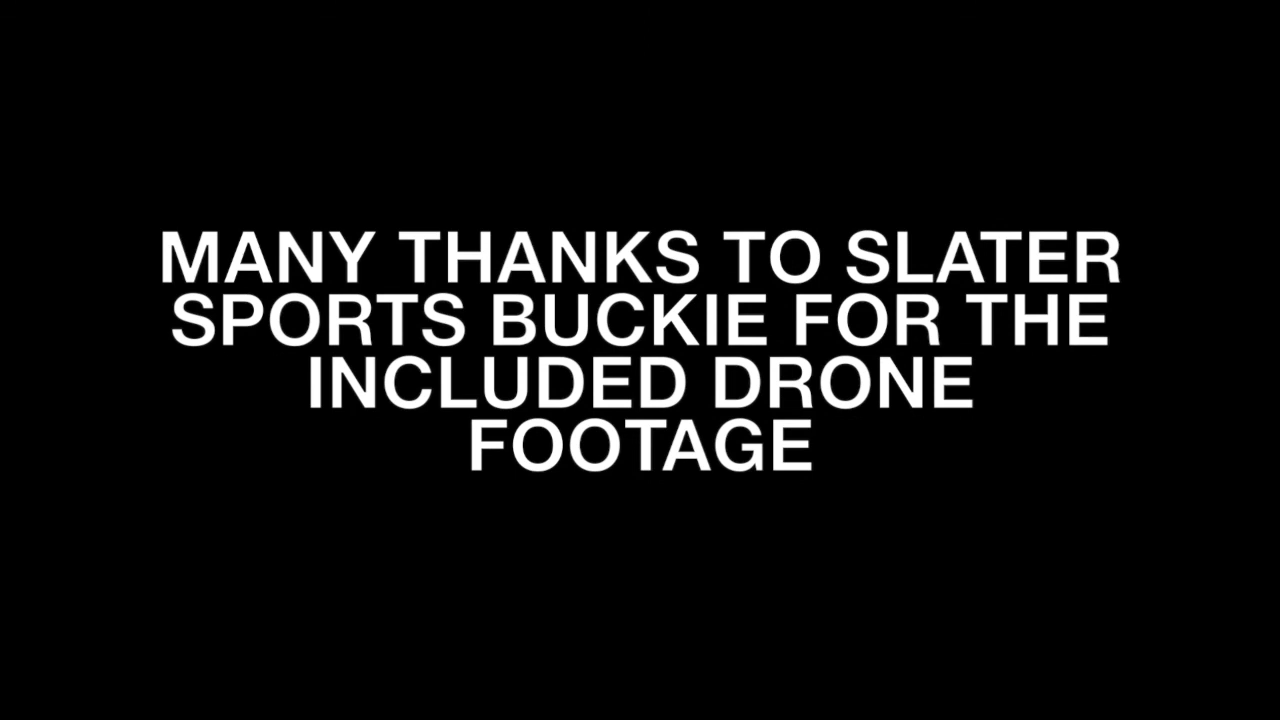 MANY THANKS TO SLATER
SPORTS BUCKIE FOR THE
INCLUDED DRONE
FOOTAGE